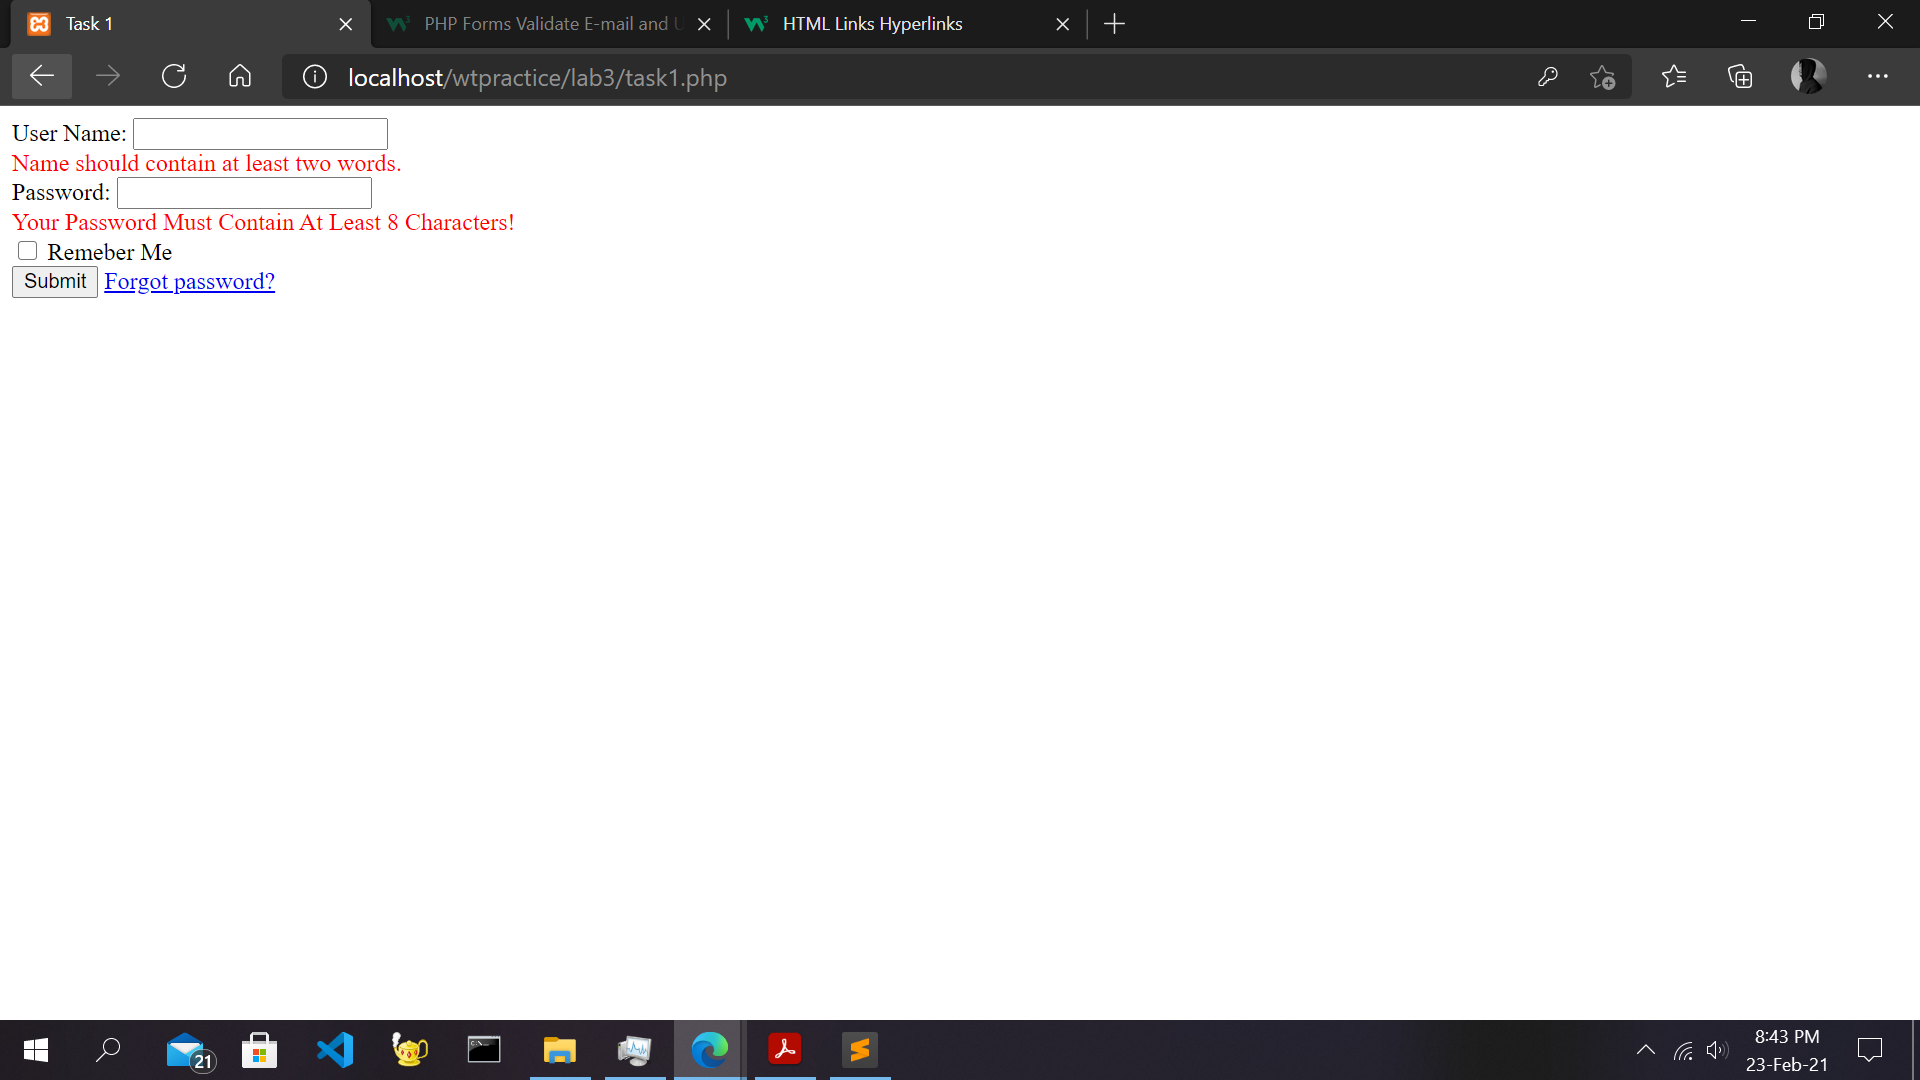 Task 1
PHP Forms Validate E-mail and U
HTML Links Hyperlinks
localhost/wtpractice/lab3/task1.php
User Name:
Name should contain at least two words.
Password:
Your Password Must Contain At Least 8 Characters!
Remeber Me
Submit Forgot password?
21
8:43 PM
23-Feb-21